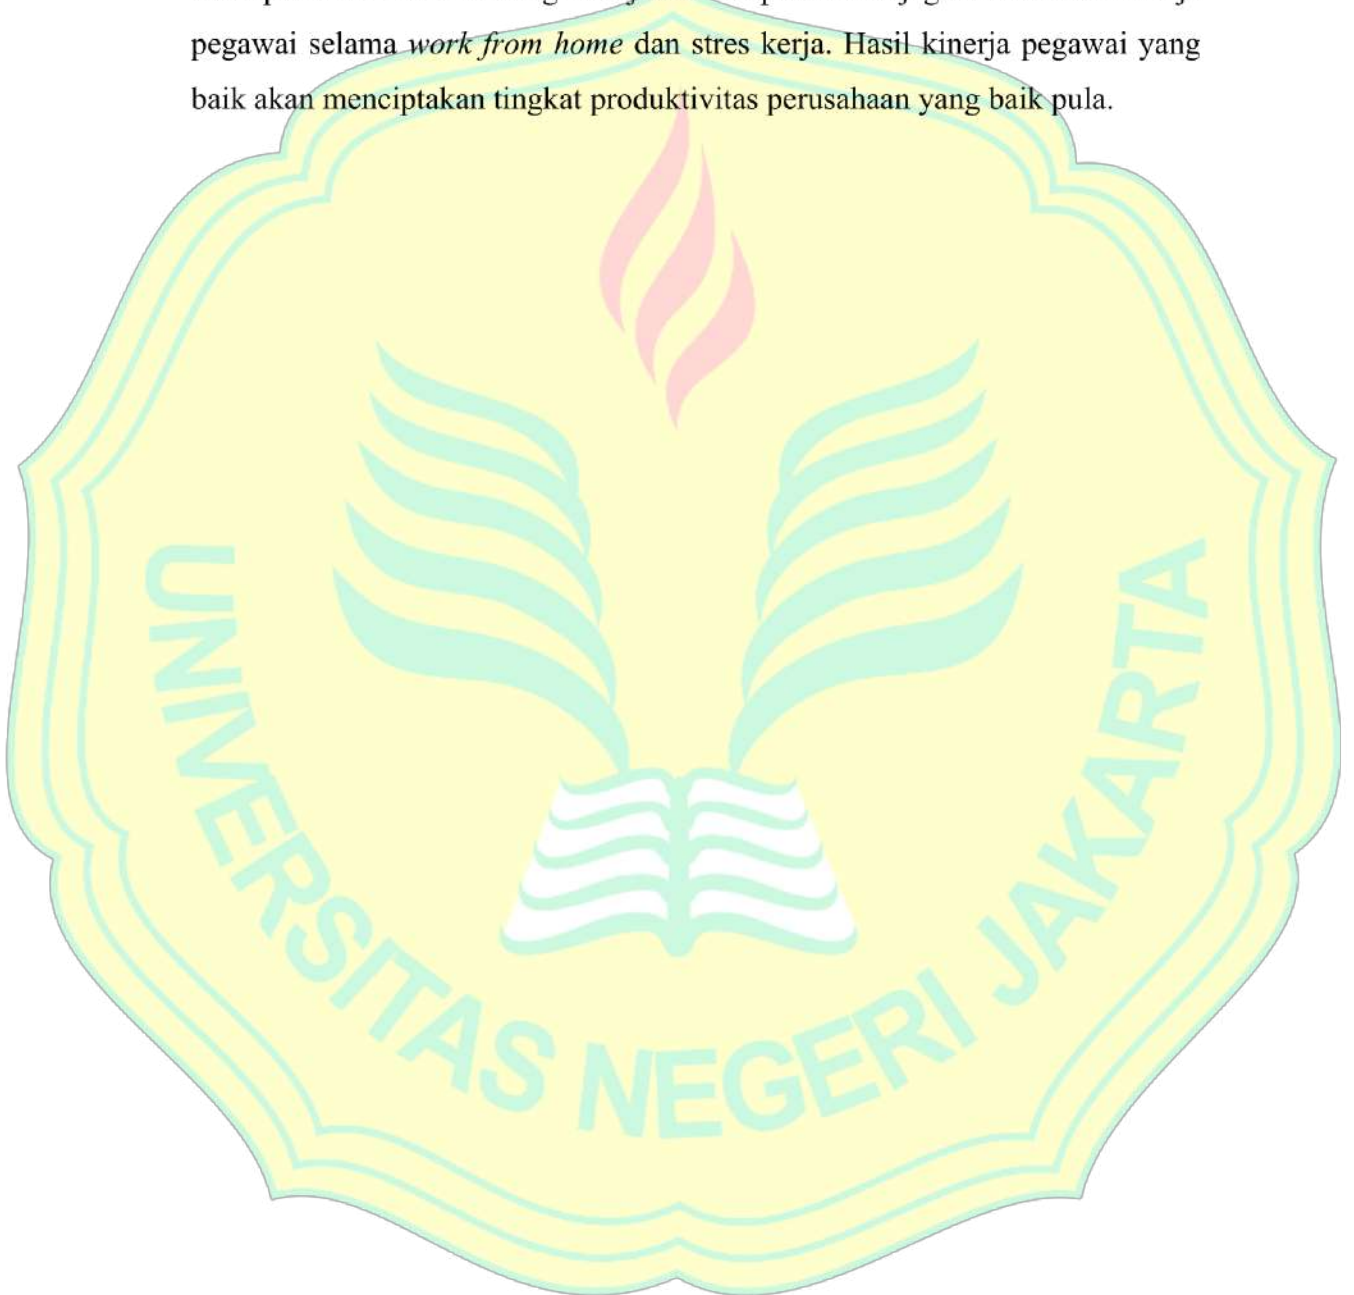 pegawai selama work from home dan stres kerja. Hasil kinerja pegawai yang
baik akan menciptakan tingkat produktivitas perusahaan yang baik pula.
UNIVERSITAS NEGERI JAKARTA